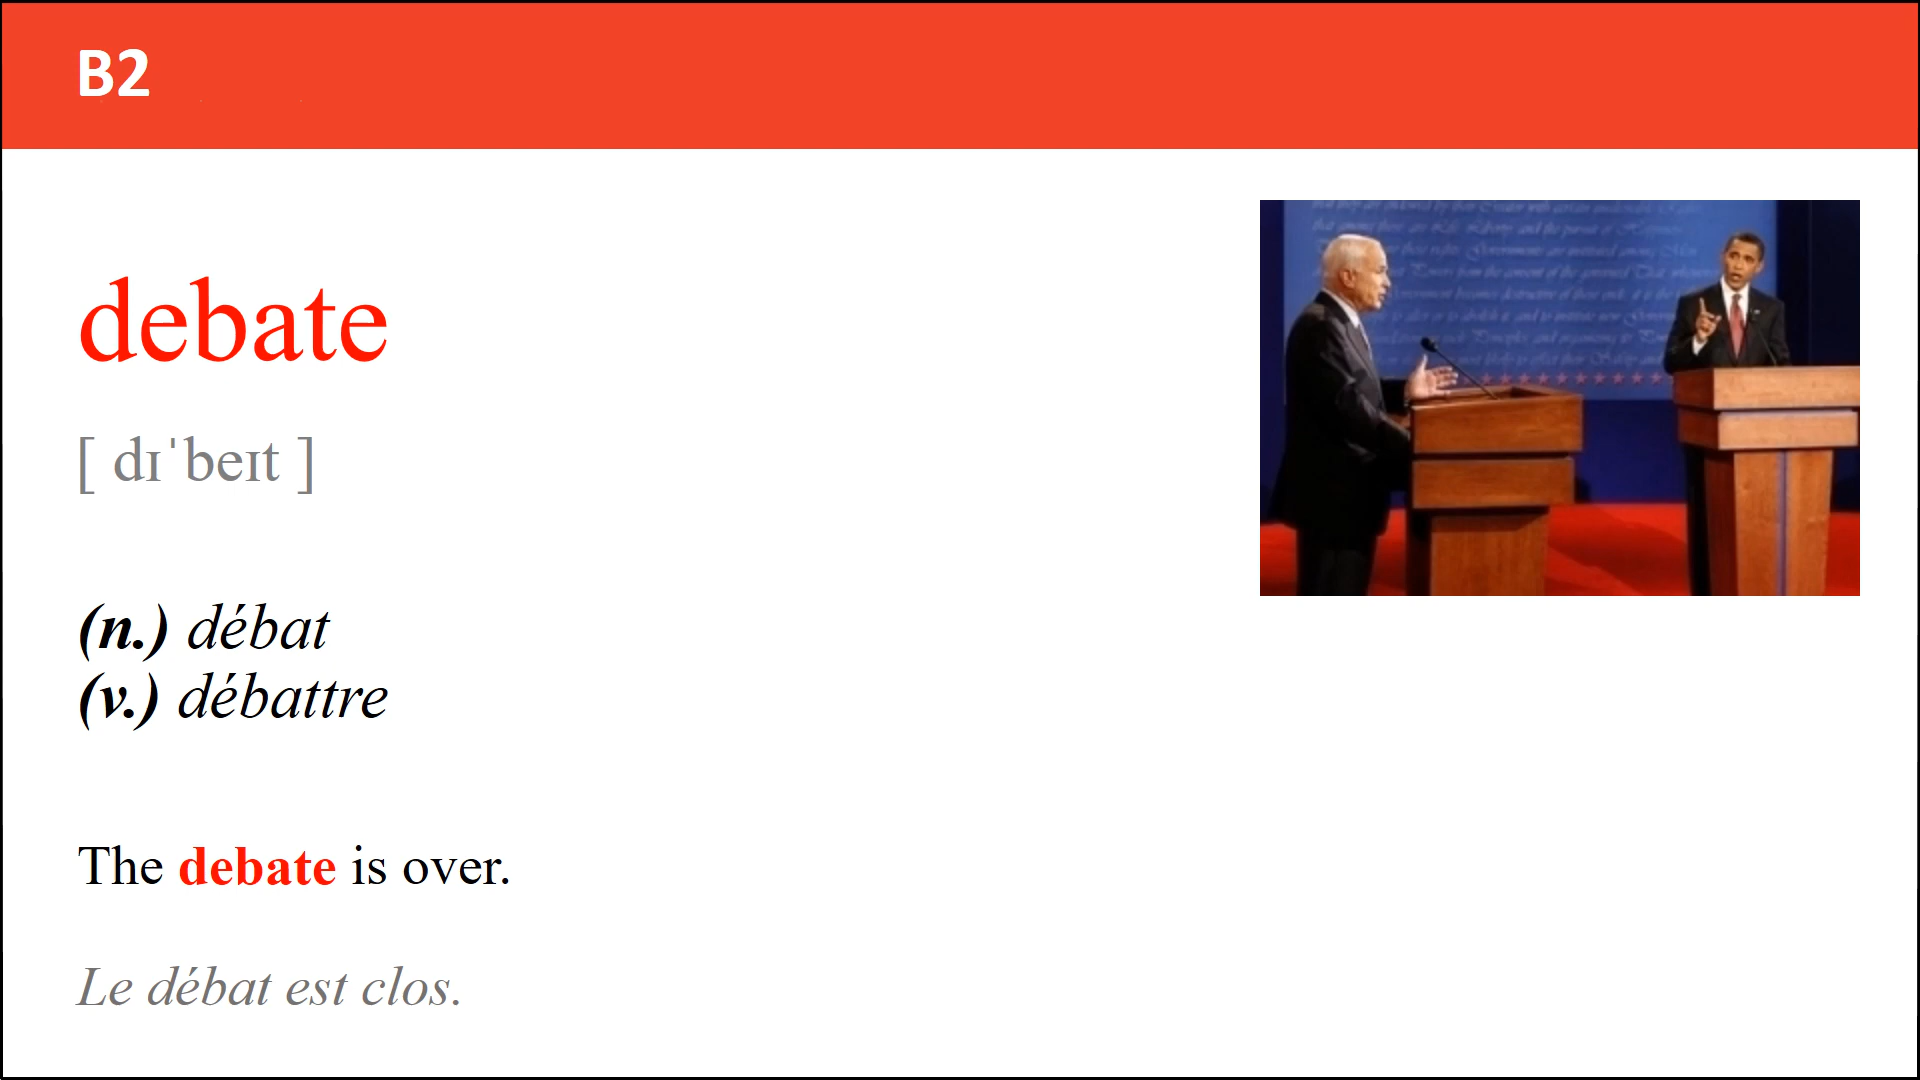 B2
debate
[ dɪˈbeɪt ]
(n.) débat
(v.) débattre
The debate is over.
Le débat est clos.